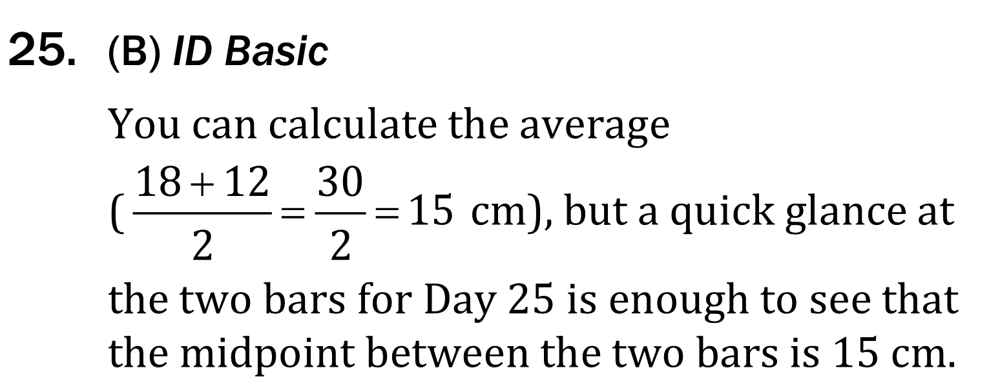 25. (B) ID Basic
You can calculate the average
(\frac{18+12}{2} = \frac{30}{2} = 15 cm), but a quick glance at
the two bars for Day 25 is enough to see that
the midpoint between the two bars is 15 cm.